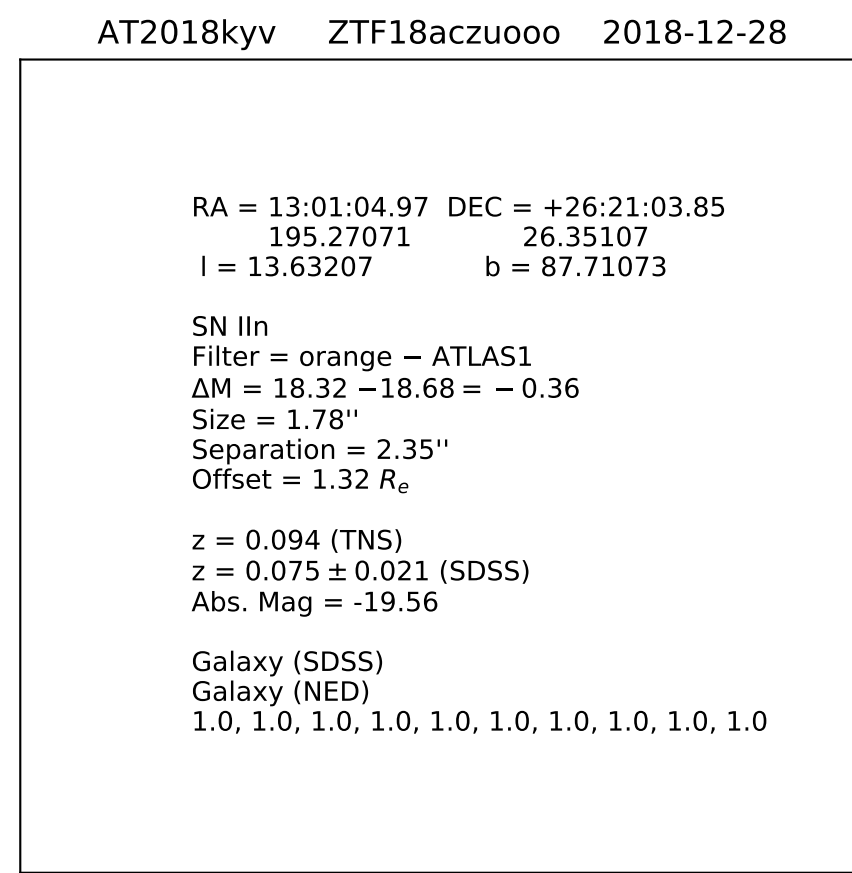 AT2018kyv ZTF18aczuooo 2018-12-28
RA = 13:01:04.97 DEC = +26:21:03.85
195.27071 26.35107
l = 13.63207 b = 87.71073
SN IIn
Filter = orange − ATLAS1
ΔM = 18.32 −18.68 = − 0.36
Size = 1.78''
Separation = 2.35''
Offset = 1.32 Rₑ
z = 0.094 (TNS)
z = 0.075 ± 0.021 (SDSS)
Abs. Mag = -19.56
Galaxy (SDSS)
Galaxy (NED)
1.0, 1.0, 1.0, 1.0, 1.0, 1.0, 1.0, 1.0, 1.0, 1.0